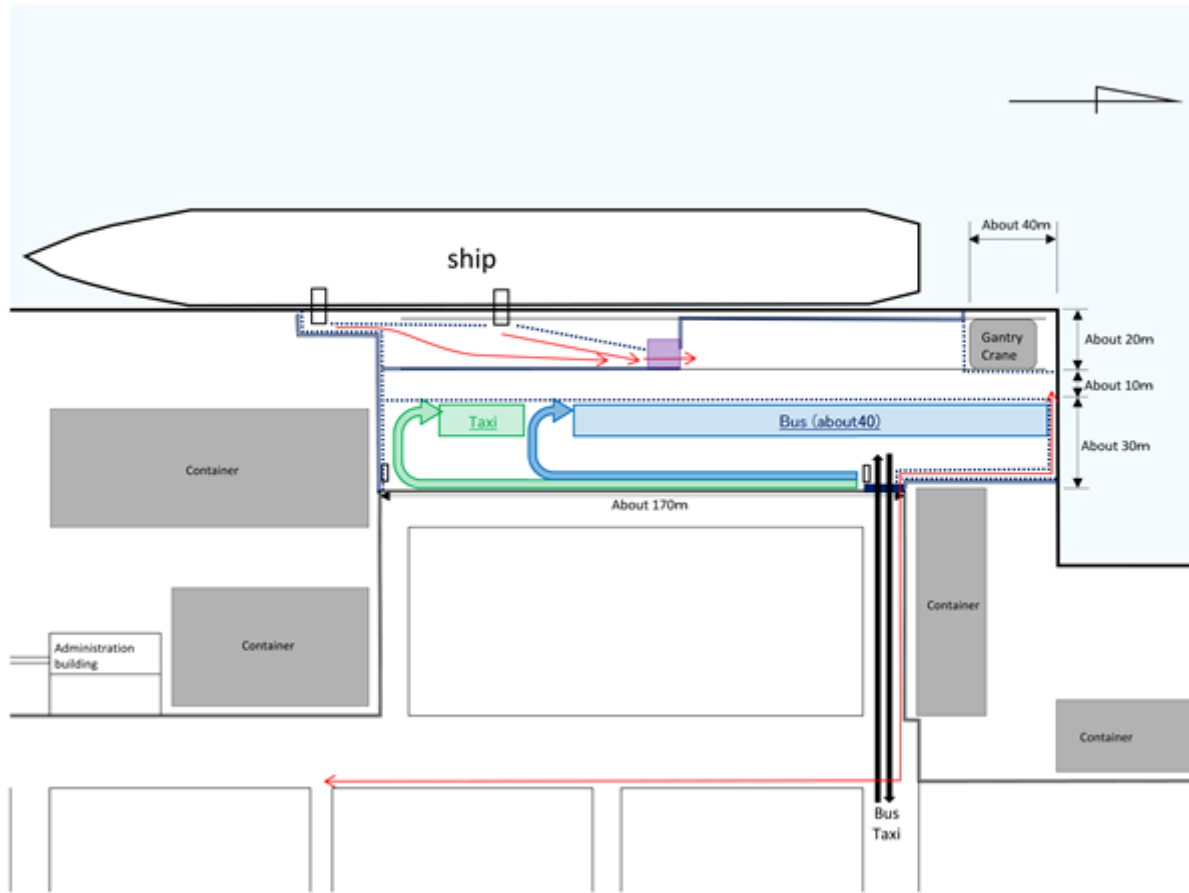 About 40m
ship
Gantry
Crane
About 20m
About 10m
Taxi
Bus (about40)
About 30m
Container
About 170m
Container
Container
Administration
building
Container
Bus
Taxi